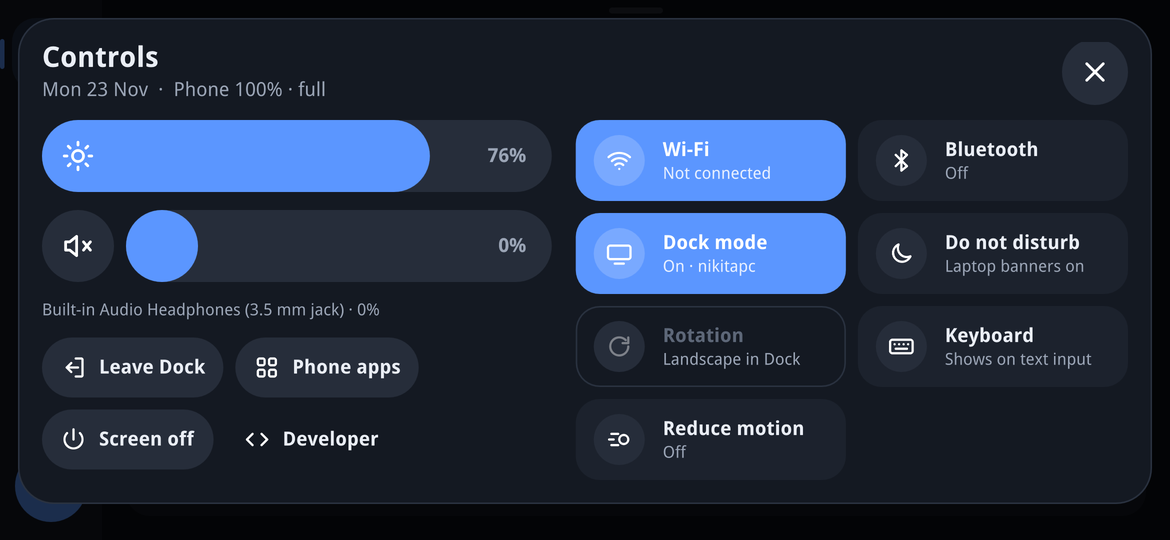 Controls
Mon 23 Nov · Phone 100% · full
76%
0%
Built-in Audio Headphones (3.5 mm jack) · 0%
Leave Dock
Phone apps
Screen off
Developer
Wi-Fi
Not connected
Bluetooth
Off
Dock mode
On · nikitapc
Do not disturb
Laptop banners on
Rotation
Landscape in Dock
Keyboard
Shows on text input
Reduce motion
Off